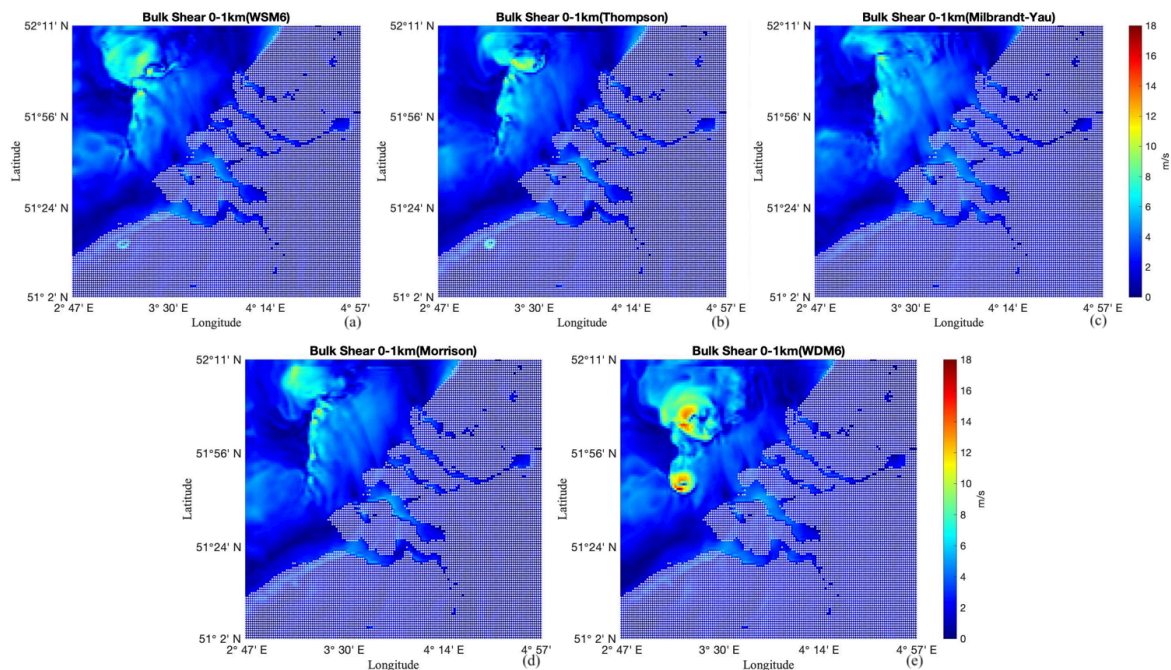 Bulk Shear 0-1km(WSM6)
52°11' N
51°56' N
51°24' N
51° 2' N
2° 47' E
3° 30' E
4° 14' E
4° 57'
Latitude
Longitude
(a)
Bulk Shear 0-1km(Thompson)
52°11' N
51°56' N
51°24' N
51° 2' N
2° 47' E
3° 30' E
4° 14' E
4° 57'
Latitude
Longitude
(b)
Bulk Shear 0-1km(Milbrandt-Yau)
52°11' N
51°56' N
51°24' N
51° 2' N
2° 47' E
3° 30' E
4° 14' E
4° 57'
Latitude
Longitude
(c)
18
16
14
12
10
8
6
4
2
0
m/s
Bulk Shear 0-1km(Morrison)
52°11' N
51°56' N
51°24' N
51° 2' N
2° 47' E
3° 30' E
4° 14' E
4° 57'
Latitude
Longitude
(d)
Bulk Shear 0-1km(WDM6)
52°11' N
51°56' N
51°24' N
51° 2' N
2° 47' E
3° 30' E
4° 14' E
4° 57'
Latitude
Longitude
(e)
18
16
14
12
10
8
6
4
2
0
m/s